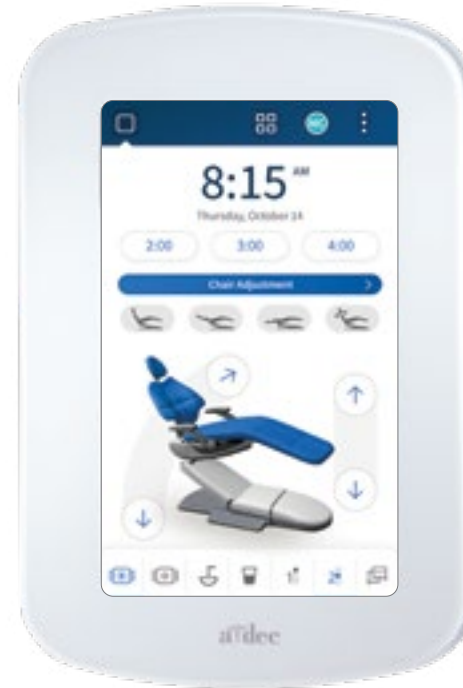 8:15 AM
Thursday, October 14
2:00 3:00 4:00
Chair Adjustment
a dec